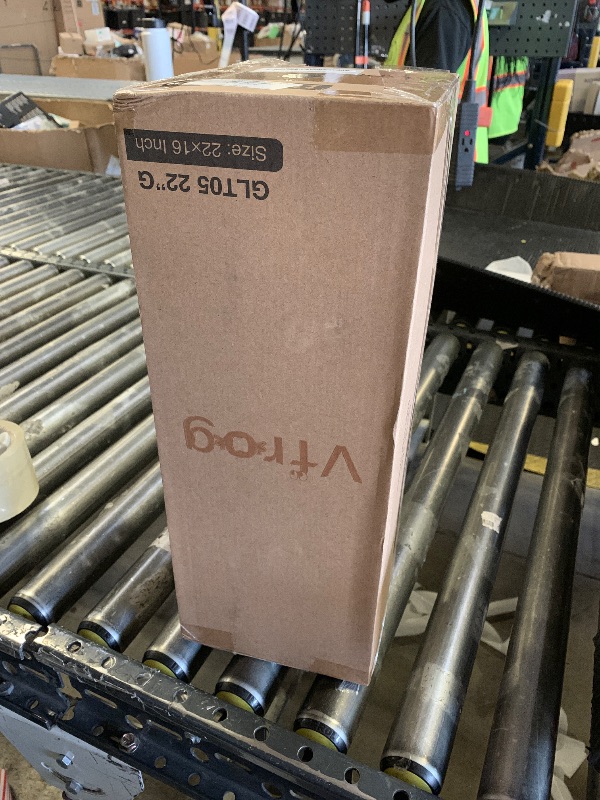 Vfrog
GLT05 22”G
Size: 22×16 Inch